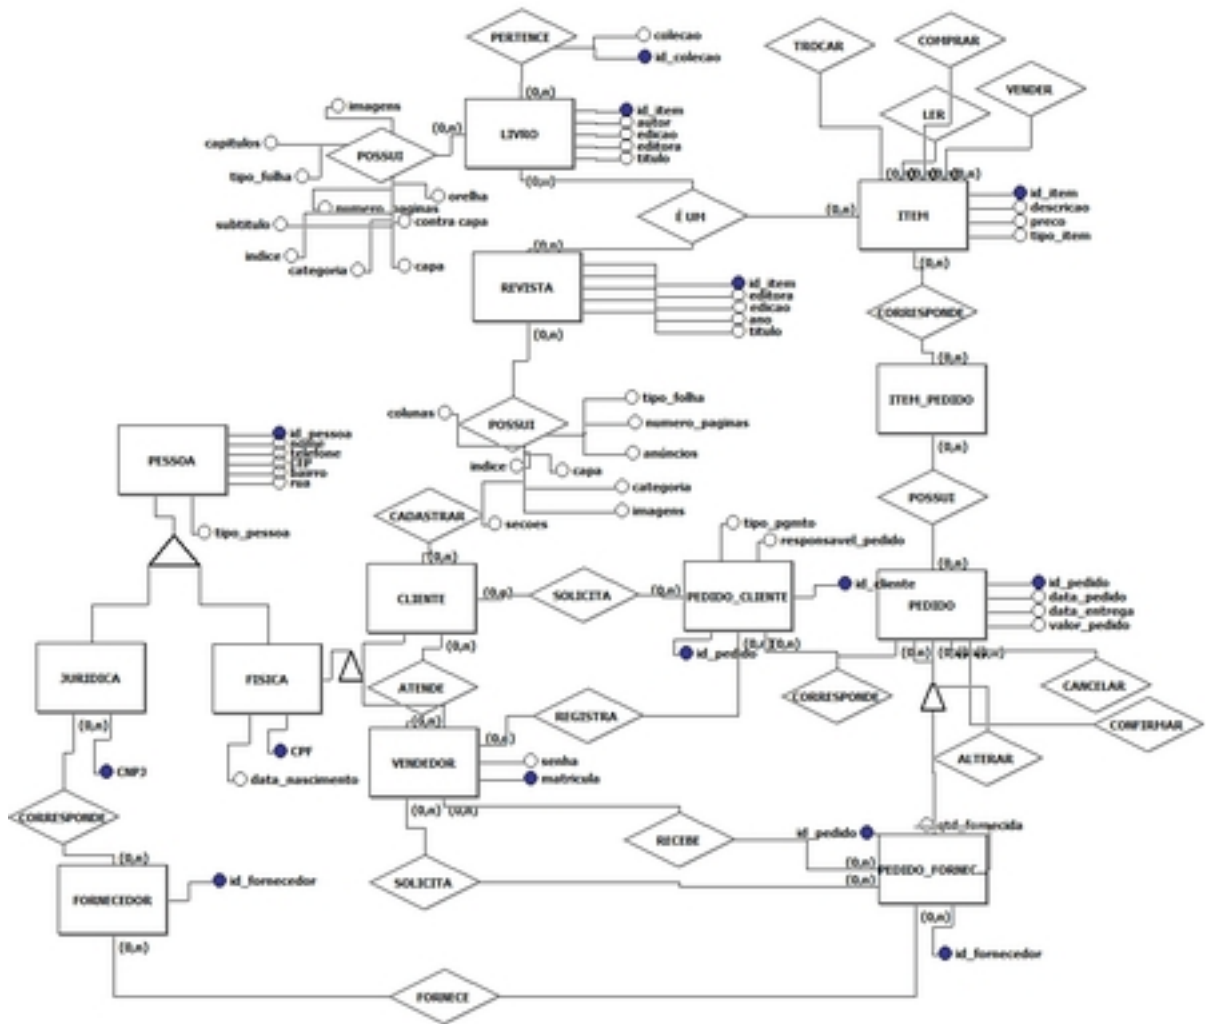 PERTENCE
colecao
id_colecao
TROCAR
COMPRAR
VENDER
LER
(0,n)
imagens
capitulos
POSSUI
tipo_folha
(0,n)
LIVRO
id_item
autor
edicao
editora
titulo
(0,n)
orelha
numero_paginas
contra capa
subtitulo
indice
categoria
capa
É UM
(0,n)
ITEM
id_item
descricao
preco
tipo_item
(0,n)
(0,n)
REVISTA
id_item
editora
edicao
ano
titulo
(0,n)
CORRESPONDE
(0,n)
ITEM_PEDIDO
(0,n)
colunas
POSSUI
tipo_folha
numero_paginas
anúncios
indice
capa
categoria
imagens
secoes
POSSUI
(0,n)
PESSOA
id_pessoa
telefone
bairro
rua
tipo_pessoa
CADASTRAR
(0,n)
CLIENTE
(0,n)
SOLICITA
(0,n)
tipo_pgmto
responsavel_pedido
PEDIDO_CLIENTE
id_cliente
id_pedido
PEDIDO
id_pedido
data_pedido
data_entrega
valor_pedido
(0,n)
JURIDICA
FISICA
(0,n)
ATENDE
(0,n)
(0,n)
REGISTRA
CORRESPONDE
(0,n)
CANCELAR
CONFIRMAR
ALTERAR
CNPJ
CPF
data_nascimento
VENDEDOR
senha
matricula
(0,n)
(0,n)
CORRESPONDE
(0,n)
FORNECEDOR
id_fornecedor
(0,n)
SOLICITA
RECEBE
id_pedido
qtd_fornecida
(0,n)
(0,n)
PEDIDO_FORNEC...
(0,n)
id_fornecedor
FORNECE